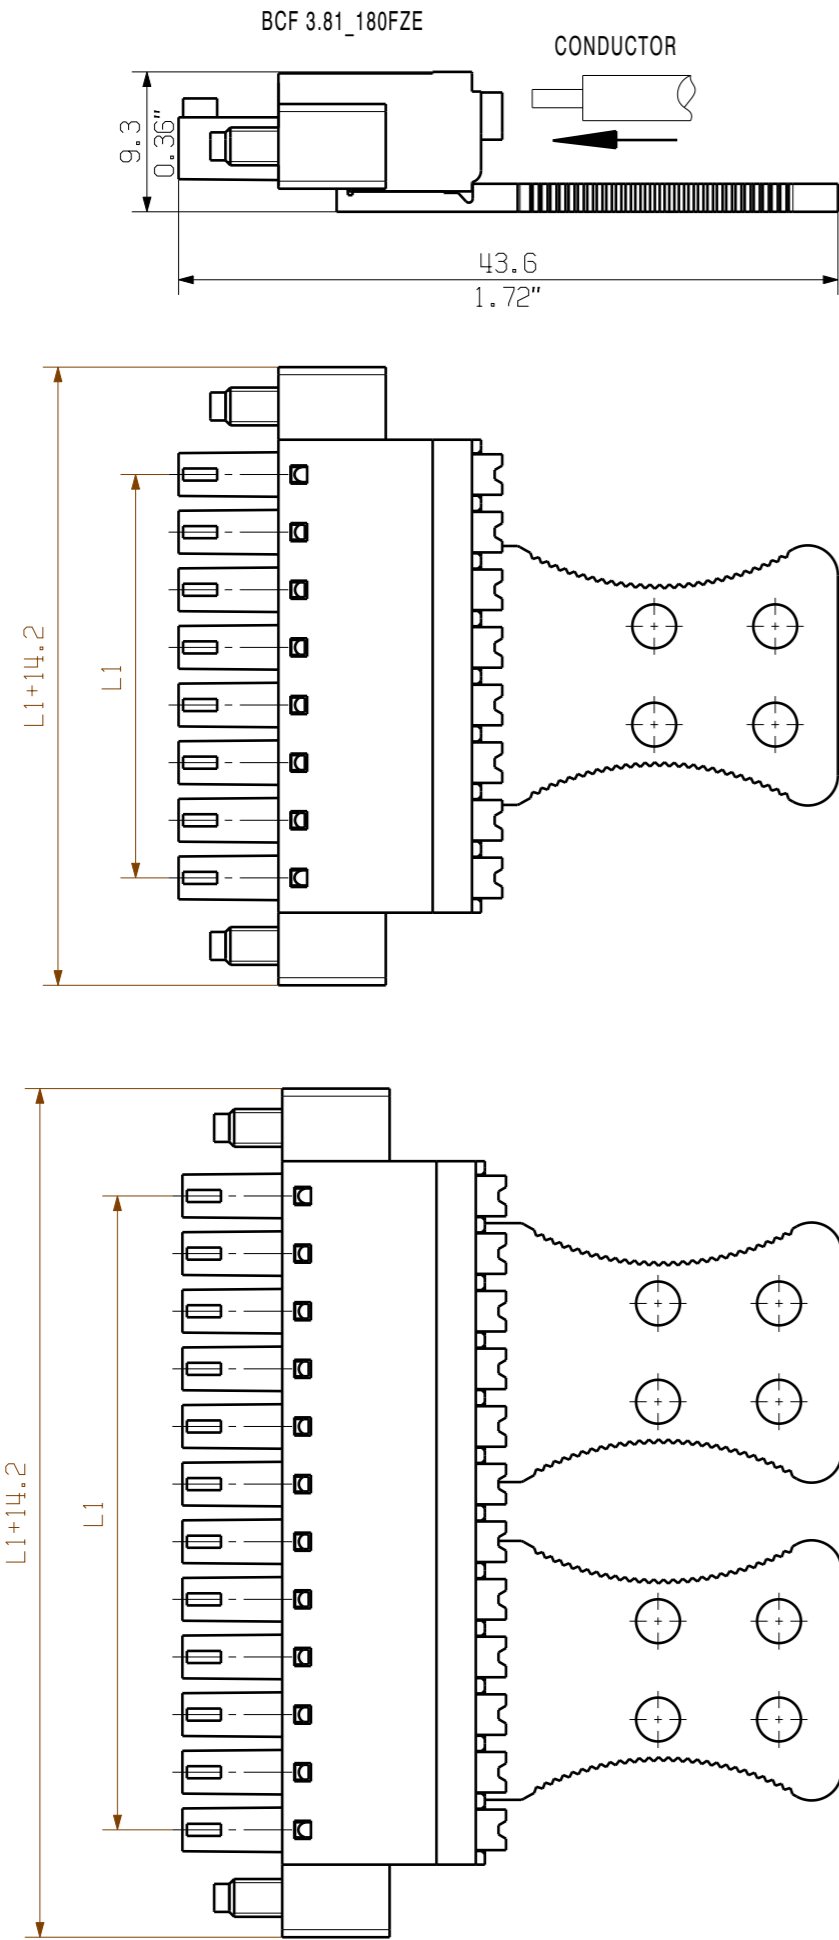 BCF 3.81_180FZE
CONDUCTOR
9.3
0.36"
43.6
1.72"
L1+14.2
L1
L1+14.2
L1